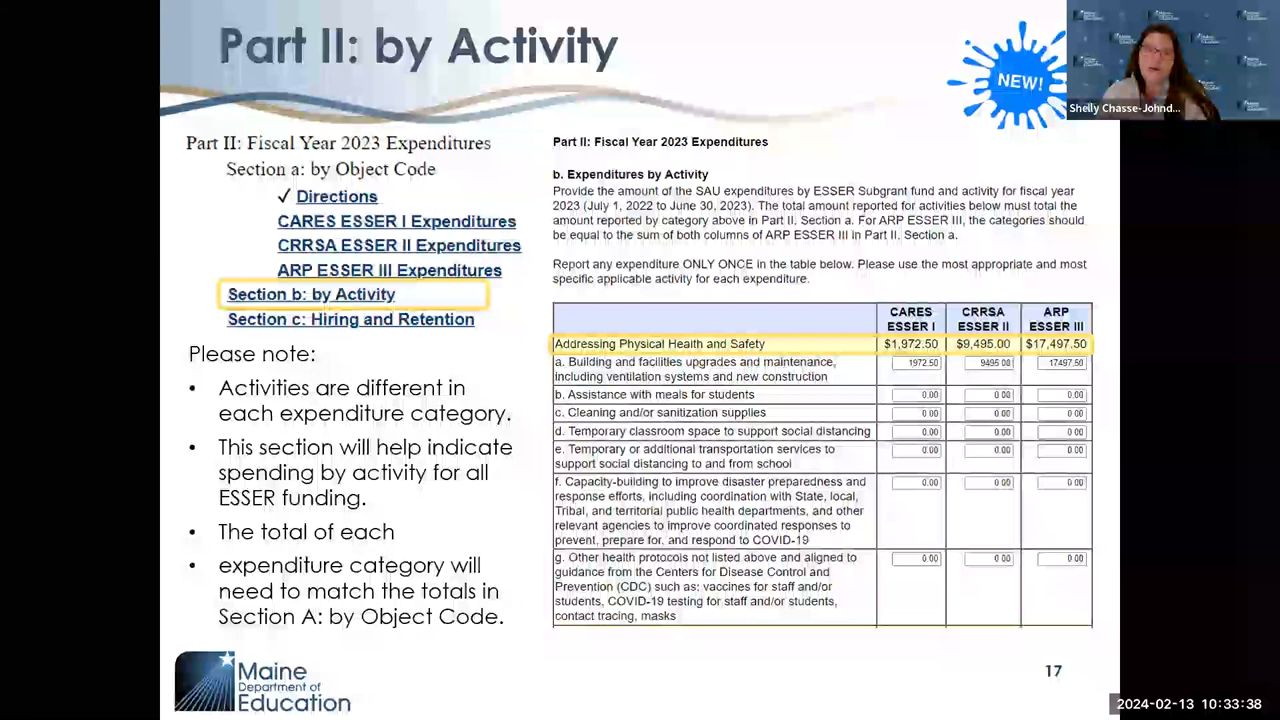 Part II: by Activity
NEW!
Shelly Chasse-Johnd...
Part II: Fiscal Year 2023 Expenditures
Section a: by Object Code
✓ Directions
CARES ESSER I Expenditures
CRRSA ESSER II Expenditures
ARP ESSER III Expenditures
Section b: by Activity
Section c: Hiring and Retention
Please note:
• Activities are different in
each expenditure category.
• This section will help indicate
spending by activity for all
ESSER funding.
• The total of each
• expenditure category will
need to match the totals in
Section A: by Object Code.
Part II: Fiscal Year 2023 Expenditures
b. Expenditures by Activity
Provide the amount of the SAU expenditures by ESSER Subgrant fund and activity for fiscal year
2023 (July 1, 2022 to June 30, 2023). The total amount reported for activities below must total the
amount reported by category above in Part II. Section a. For ARP ESSER III, the categories should
be equal to the sum of both columns of ARP ESSER III in Part II. Section a.
Report any expenditure ONLY ONCE in the table below. Please use the most appropriate and most
specific applicable activity for each expenditure.
CARES ESSER I CRRSA ESSER II ARP ESSER III
Addressing Physical Health and Safety $1,972.50 $9,495.00 $17,497.50
a. Building and facilities upgrades and maintenance, 1972.50 9495.00 17497.50
including ventilation systems and new construction
b. Assistance with meals for students 0.00 0.00 0.00
c. Cleaning and/or sanitization supplies 0.00 0.00 0.00
d. Temporary classroom space to support social distancing 0.00 0.00 0.00
e. Temporary or additional transportation services to 0.00 0.00 0.00
support social distancing to and from school
f. Capacity-building to improve disaster preparedness and 0.00 0.00 0.00
response efforts, including coordination with State, local,
Tribal, and territorial public health departments, and other
relevant agencies to improve coordinated responses to
prevent, prepare for, and respond to COVID-19
g. Other health protocols not listed above and aligned to 0.00 0.00 0.00
guidance from the Centers for Disease Control and
Prevention (CDC) such as: vaccines for staff and/or
students, COVID-19 testing for staff and/or students,
contact tracing, masks
Maine
Department of
Education
17
2024-02-13 10:33:38